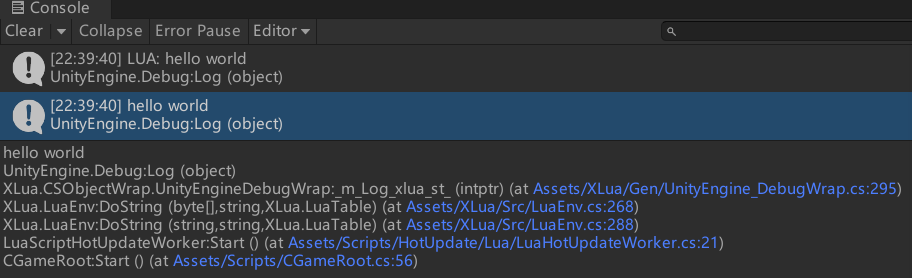 Console
Clear Collapse Error Pause Editor
[22:39:40] LUA: hello world
UnityEngine.Debug:Log (object)
[22:39:40] hello world
UnityEngine.Debug:Log (object)
hello world
UnityEngine.Debug:Log (object)
XLua.CSObjectWrap.UnityEngineDebugWrap:_m_Log_xlua_st_ (intptr) (at Assets/XLua/Gen/UnityEngine_DebugWrap.cs:295)
XLua.LuaEnv:DoString (byte[],string,XLua.LuaTable) (at Assets/XLua/Src/LuaEnv.cs:268)
XLua.LuaEnv:DoString (string,string,XLua.LuaTable) (at Assets/XLua/Src/LuaEnv.cs:288)
LuaScriptHotUpdateWorker:Start () (at Assets/Scripts/HotUpdate/Lua/LuaHotUpdateWorker.cs:21)
CGameRoot:Start () (at Assets/Scripts/CGameRoot.cs:56)